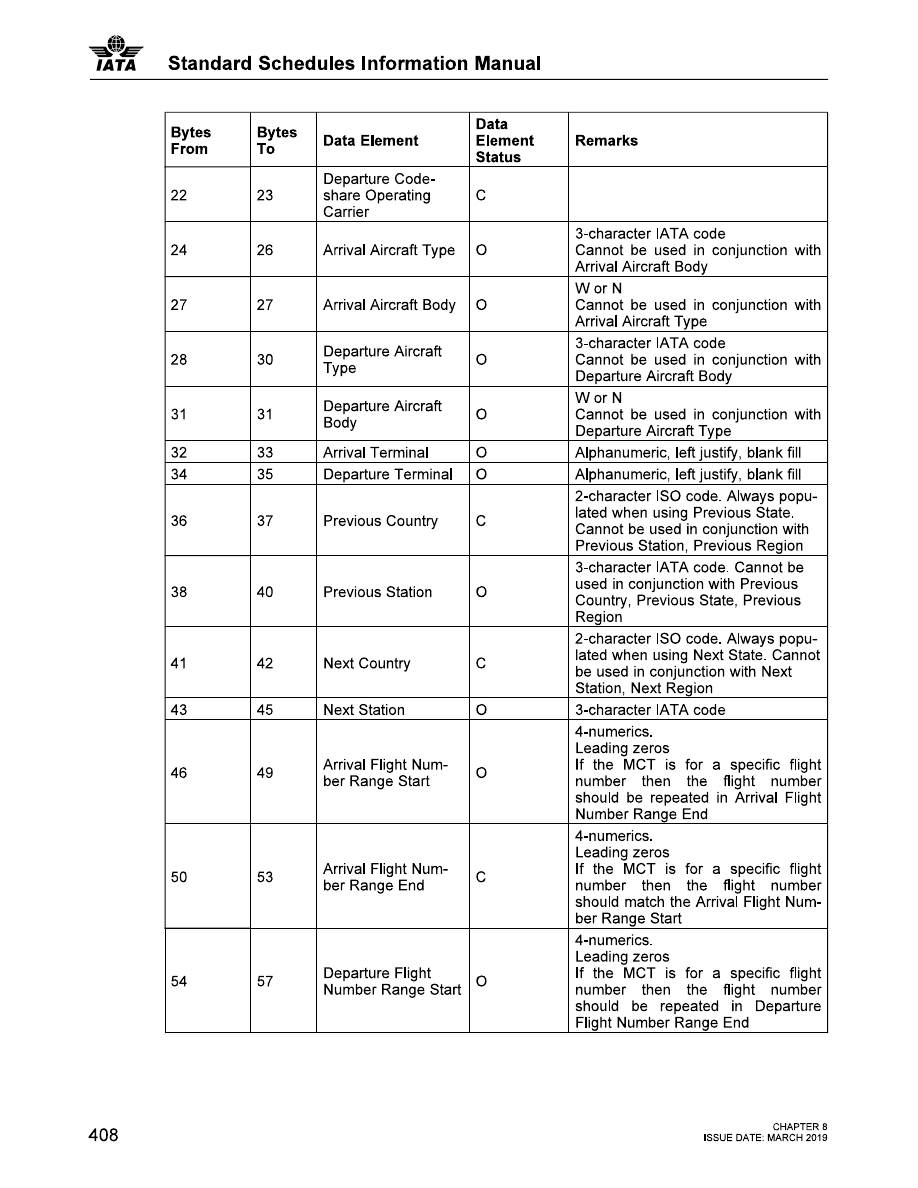 IATA
Standard Schedules Information Manual
Bytes From
Bytes To
Data Element
Data Element Status
Remarks
22
23
Departure Code-
share Operating
Carrier
C
24
26
Arrival Aircraft Type
O
3-character IATA code
Cannot be used in conjunction with
Arrival Aircraft Body
27
27
Arrival Aircraft Body
O
W or N
Cannot be used in conjunction with
Arrival Aircraft Type
28
30
Departure Aircraft
Type
O
3-character IATA code
Cannot be used in conjunction with
Departure Aircraft Body
31
31
Departure Aircraft
Body
O
W or N
Cannot be used in conjunction with
Departure Aircraft Type
32
33
Arrival Terminal
O
Alphanumeric, left justify, blank fill
34
35
Departure Terminal
O
Alphanumeric, left justify, blank fill
36
37
Previous Country
C
2-character ISO code. Always popu-
lated when using Previous State.
Cannot be used in conjunction with
Previous Station, Previous Region
38
40
Previous Station
O
3-character IATA code. Cannot be
used in conjunction with Previous
Country, Previous State, Previous
Region
41
42
Next Country
C
2-character ISO code. Always popu-
lated when using Next State. Cannot
be used in conjunction with Next
Station, Next Region
43
45
Next Station
O
3-character IATA code
46
49
Arrival Flight Num-
ber Range Start
O
4-numerics.
Leading zeros
If the MCT is for a specific flight
number then the flight number
should be repeated in Arrival Flight
Number Range End
50
53
Arrival Flight Num-
ber Range End
C
4-numerics.
Leading zeros
If the MCT is for a specific flight
number then the flight number
should match the Arrival Flight Num-
ber Range Start
54
57
Departure Flight
Number Range Start
O
4-numerics.
Leading zeros
If the MCT is for a specific flight
number then the flight number
should be repeated in Departure
Flight Number Range End
408
CHAPTER 8
ISSUE DATE: MARCH 2019